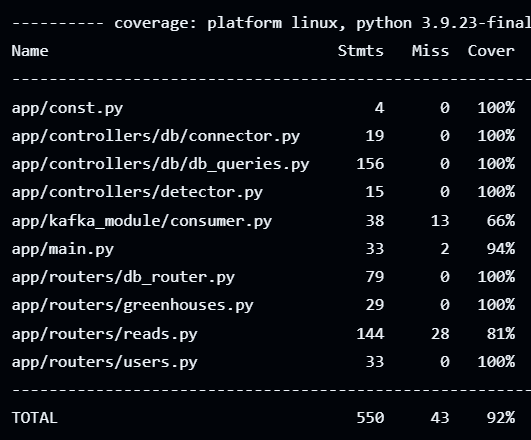 ---------- coverage: platform linux, python 3.9.23-final
Name                               Stmts   Miss  Cover
--------------------------------------------------------
app/const.py                           4      0   100%
app/controllers/db/connector.py       19      0   100%
app/controllers/db/db_queries.py     156      0   100%
app/controllers/detector.py           15      0   100%
app/kafka_module/consumer.py          38     13    66%
app/main.py                           33      2    94%
app/routers/db_router.py              79      0   100%
app/routers/greenhouses.py            29      0   100%
app/routers/reads.py                 144     28    81%
app/routers/users.py                  33      0   100%
--------------------------------------------------------
TOTAL                                550     43    92%